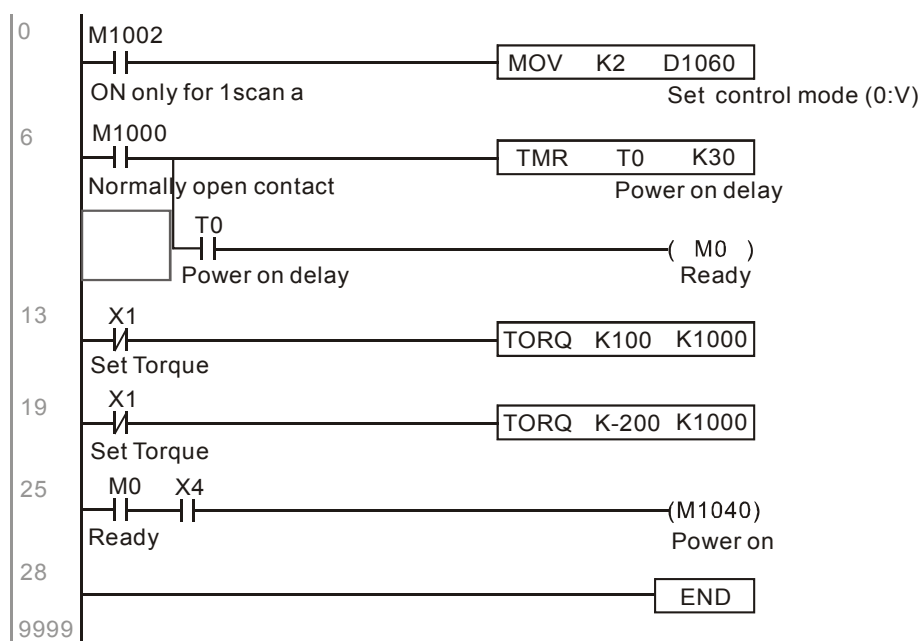 0
M1002
MOV K2 D1060
ON only for 1scan a
Set control mode (0:V)
6
M1000
TMR T0 K30
Normally open contact
Power on delay
T0
( M0 )
Power on delay
Ready
13
X1
TORQ K100 K1000
Set Torque
19
X1
TORQ K-200 K1000
Set Torque
25
M0 X4
(M1040)
Ready
Power on
28
END
9999